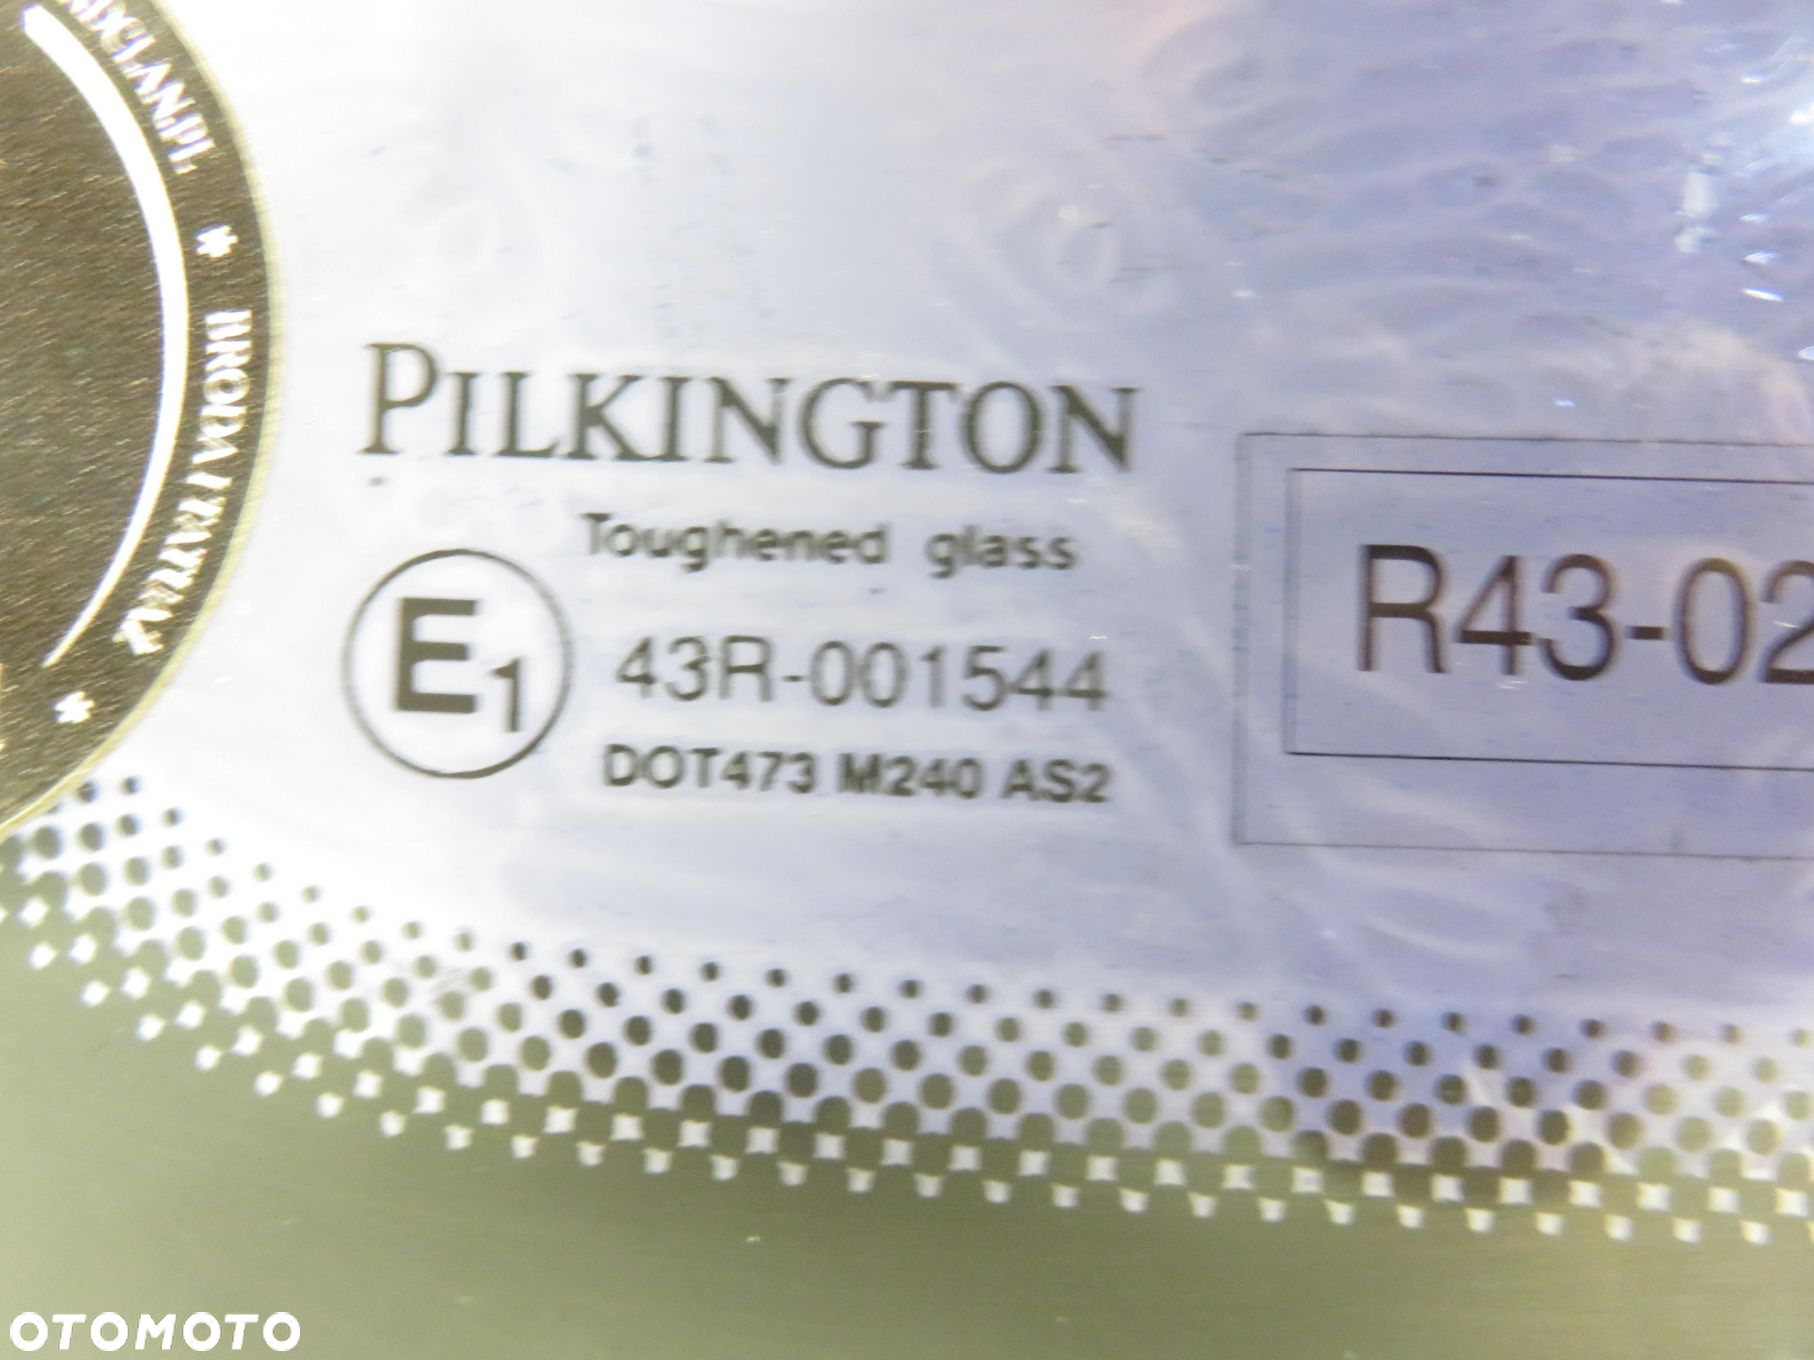 PILKINGTON
Toughened glass
E1
43R-001544
DOT473 M240 AS2
R43-02
OTOMOTO